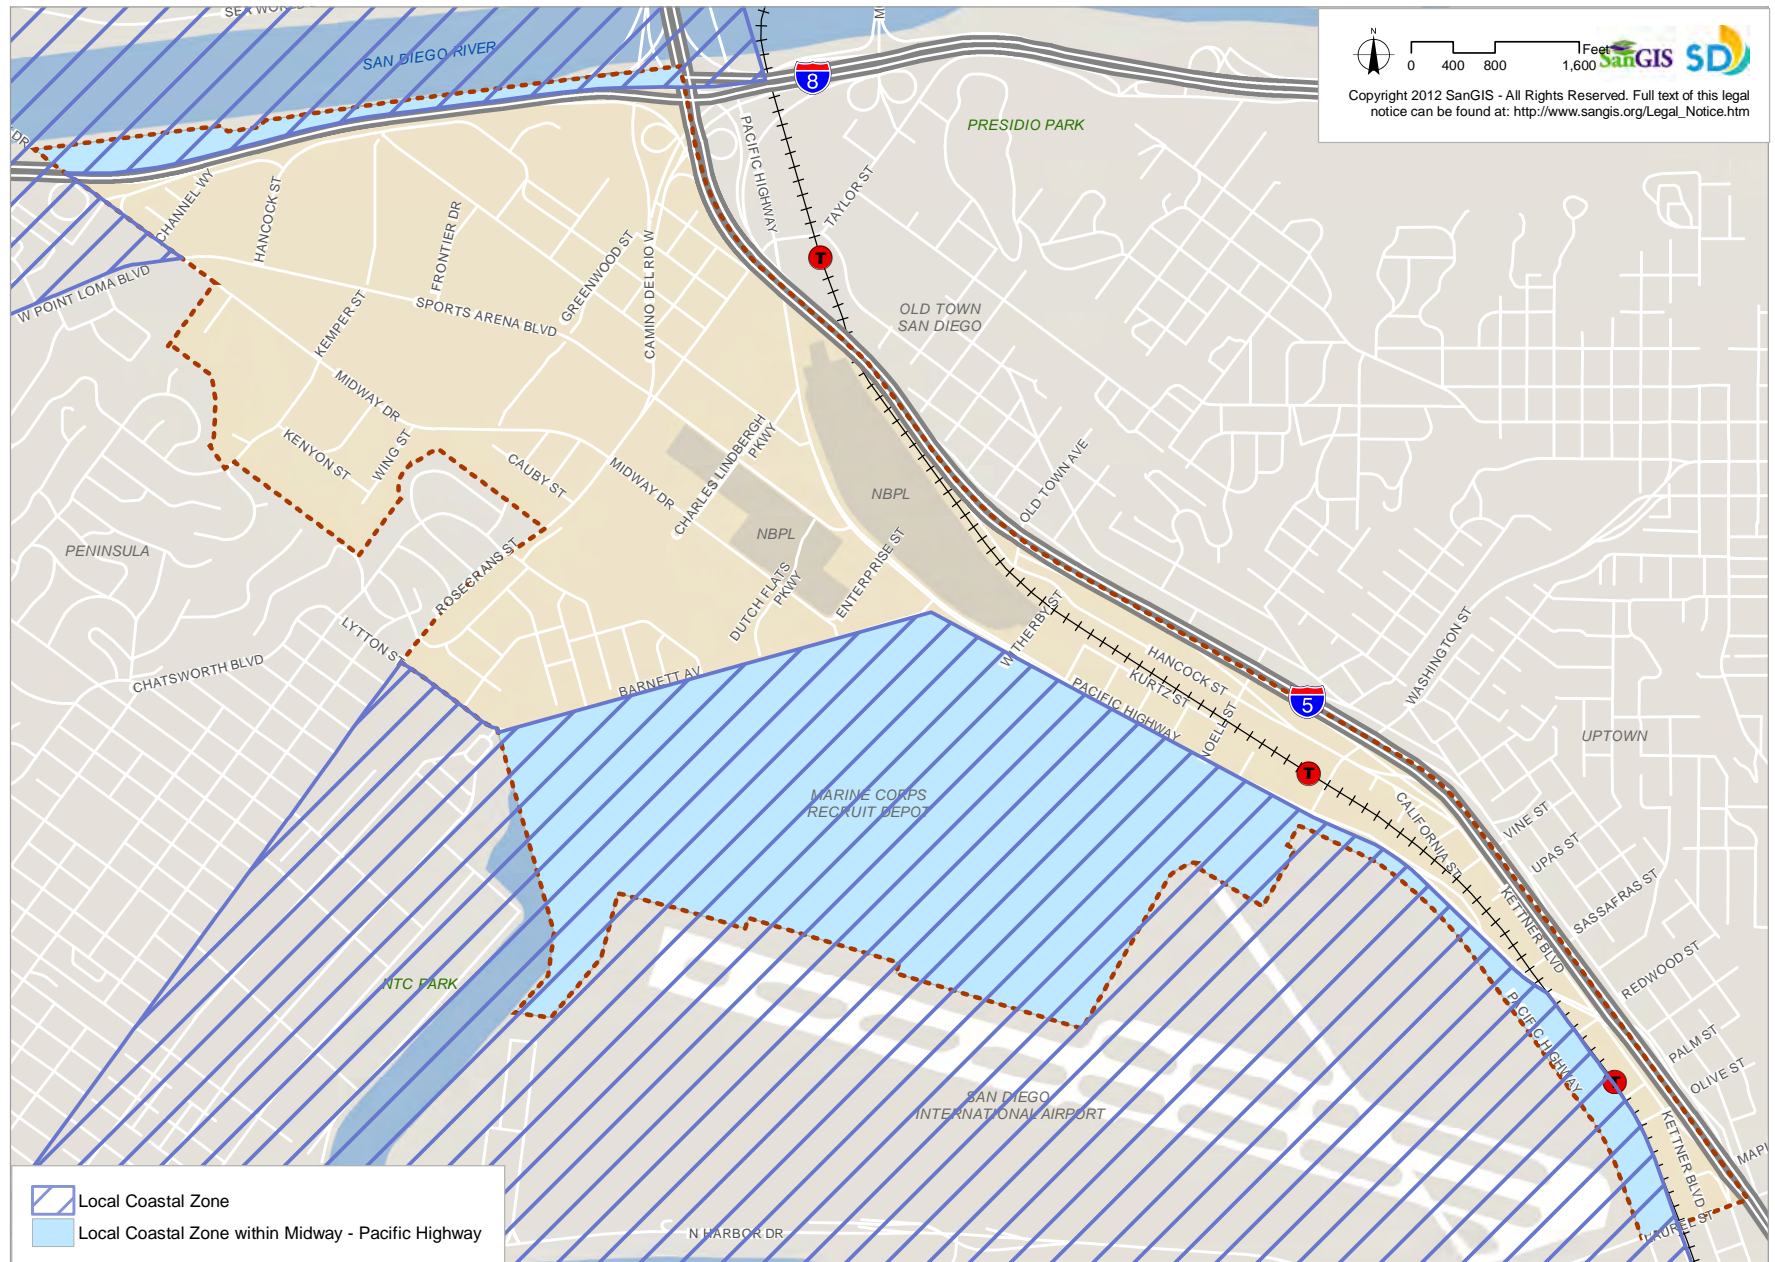 SEA WORLD
SAN DIEGO RIVER
DR
8
PACIFIC HIGHWAY
TAYLOR ST
PRESIDIO PARK
N
0 400 800 1,600 Feet
SanGIS
SD
Copyright 2012 SanGIS - All Rights Reserved. Full text of this legal
notice can be found at: http://www.sangis.org/Legal_Notice.htm
CHANNEL WY
HANCOCK ST
FRONTIER DR
GREENWOOD ST
CAMINO DEL RIO W
T
W POINT LOMA BLVD
KEMPER ST
SPORTS ARENA BLVD
OLD TOWN
SAN DIEGO
MIDWAY DR
KENYON ST
WING ST
CAUBY ST
MIDWAY DR
CHARLES LINDBERGH
PKWY
NBPL
NBPL
OLD TOWN AVE
PENINSULA
ROSECRANS ST
DUTCH FLATS
PKWY
ENTERPRISE ST
WITHERBY ST
LYTTON ST
CHATSWORTH BLVD
BARNETT AV
HANCOCK ST
KURTZ ST
PACIFIC HIGHWAY
NOELL ST
5
WASHINGTON ST
UPTOWN
T
MARINE CORPS
RECRUIT DEPOT
CALIFORNIA ST
VINE ST
UPAS ST
SASSAFRAS ST
KETTNER BLVD
REDWOOD ST
NTC PARK
PACIFIC HIGHWAY
PALM ST
OLIVE ST
T
SAN DIEGO
INTERNATIONAL AIRPORT
KETTNER BLVD
MAPL
LAUREL ST
N HARBOR DR
Local Coastal Zone
Local Coastal Zone within Midway - Pacific Highway